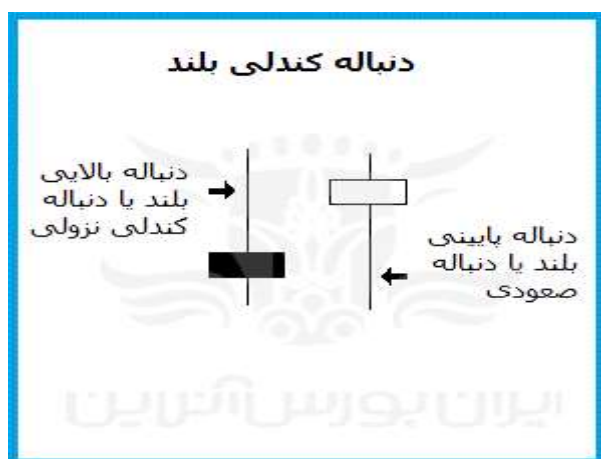 دنباله کندلی بلند
دنباله بالایی
بلند یا دنباله
کندلی نزولی
دنباله پایینی
بلند یا دنباله
صعودی
ایران بورس آنلاین